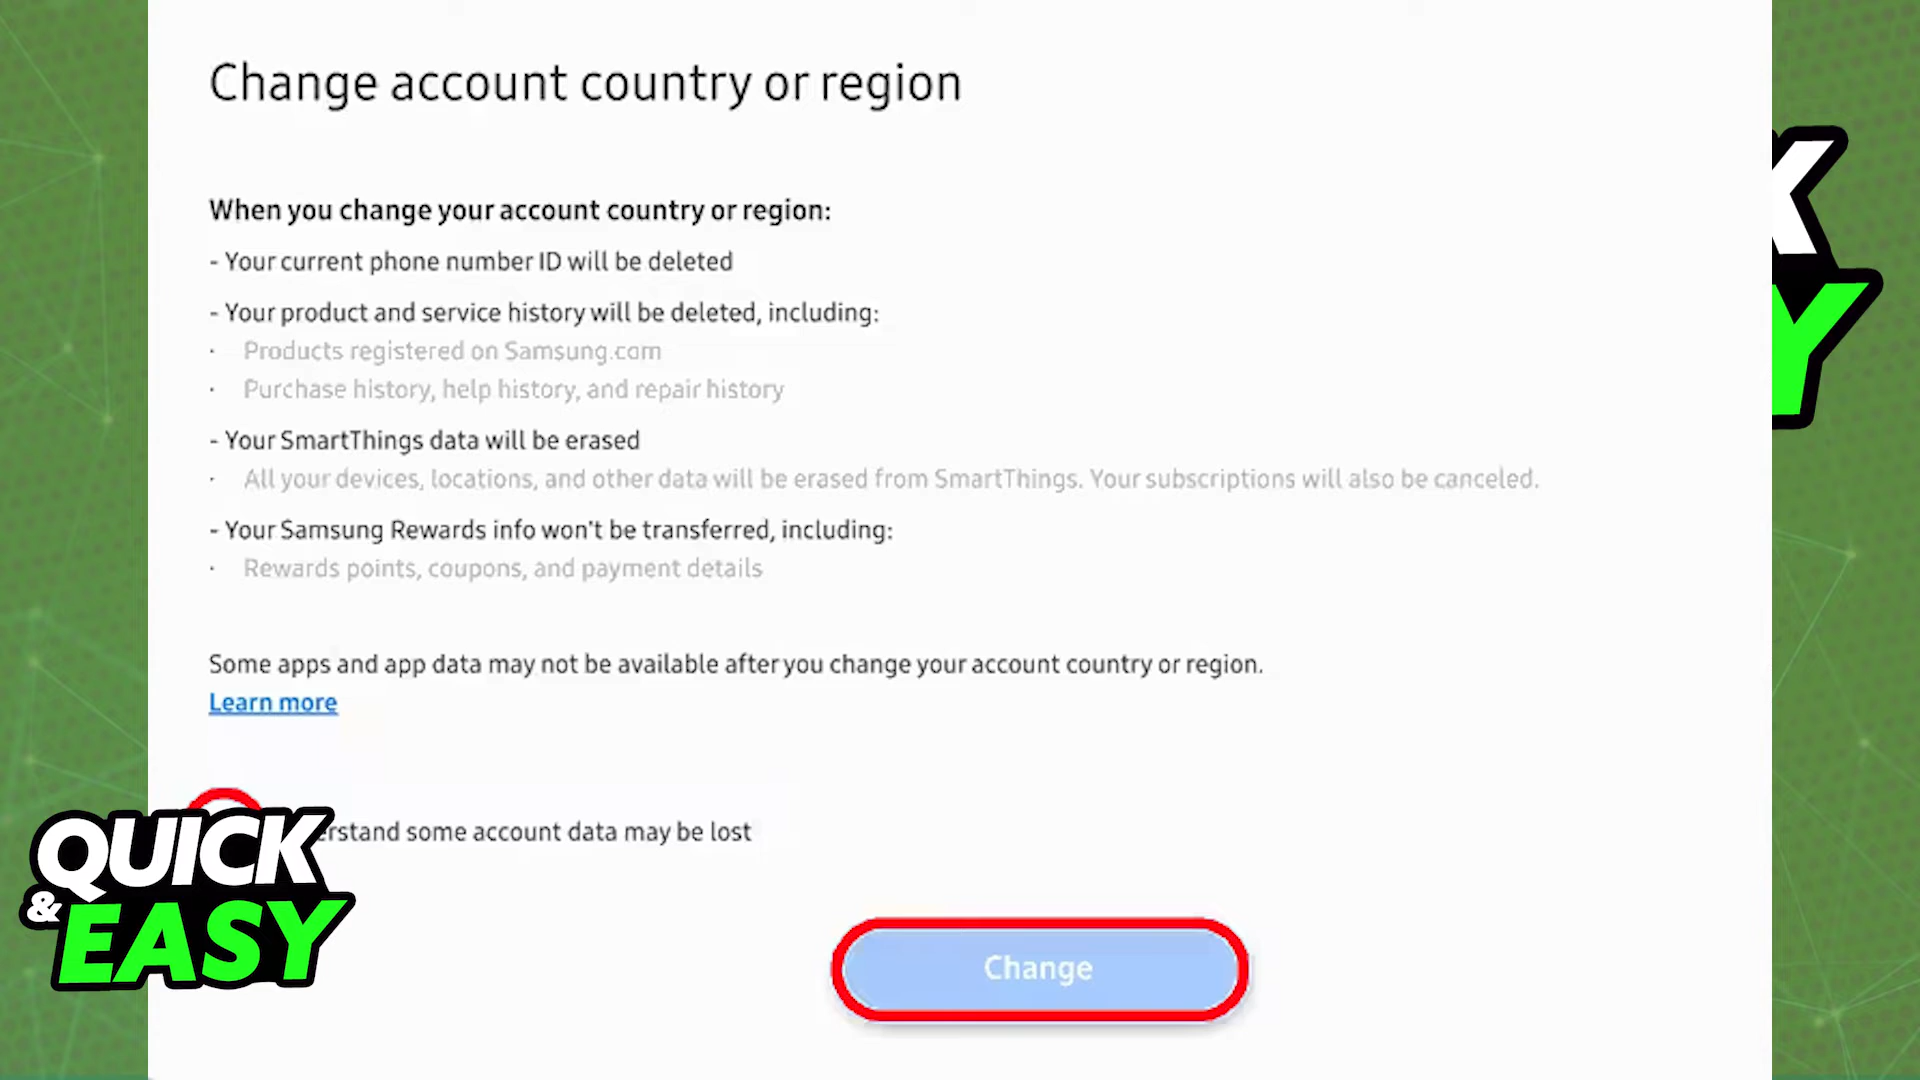 Change account country or region
When you change your account country or region:
- Your current phone number ID will be deleted
- Your product and service history will be deleted, including:
· Products registered on Samsung.com
· Purchase history, help history, and repair history
- Your SmartThings data will be erased
· All your devices, locations, and other data will be erased from SmartThings. Your subscriptions will also be canceled.
- Your Samsung Rewards info won't be transferred, including:
· Rewards points, coupons, and payment details
Some apps and app data may not be available after you change your account country or region.
Learn more
erstand some account data may be lost
QUICK
& EASY
Change
K
Y